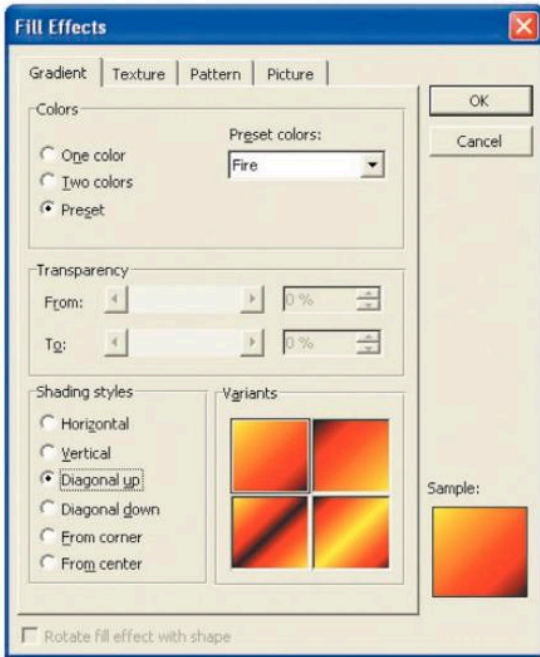 Fill Effects
Gradient
Texture
Pattern
Picture
OK
Cancel
Colors
One color
Two colors
Preset
Preset colors:
Fire
Transparency
From:
0 %
To:
0 %
Shading styles
Horizontal
Vertical
Diagonal up
Diagonal down
From corner
From center
Variants
Sample:
Rotate fill effect with shape